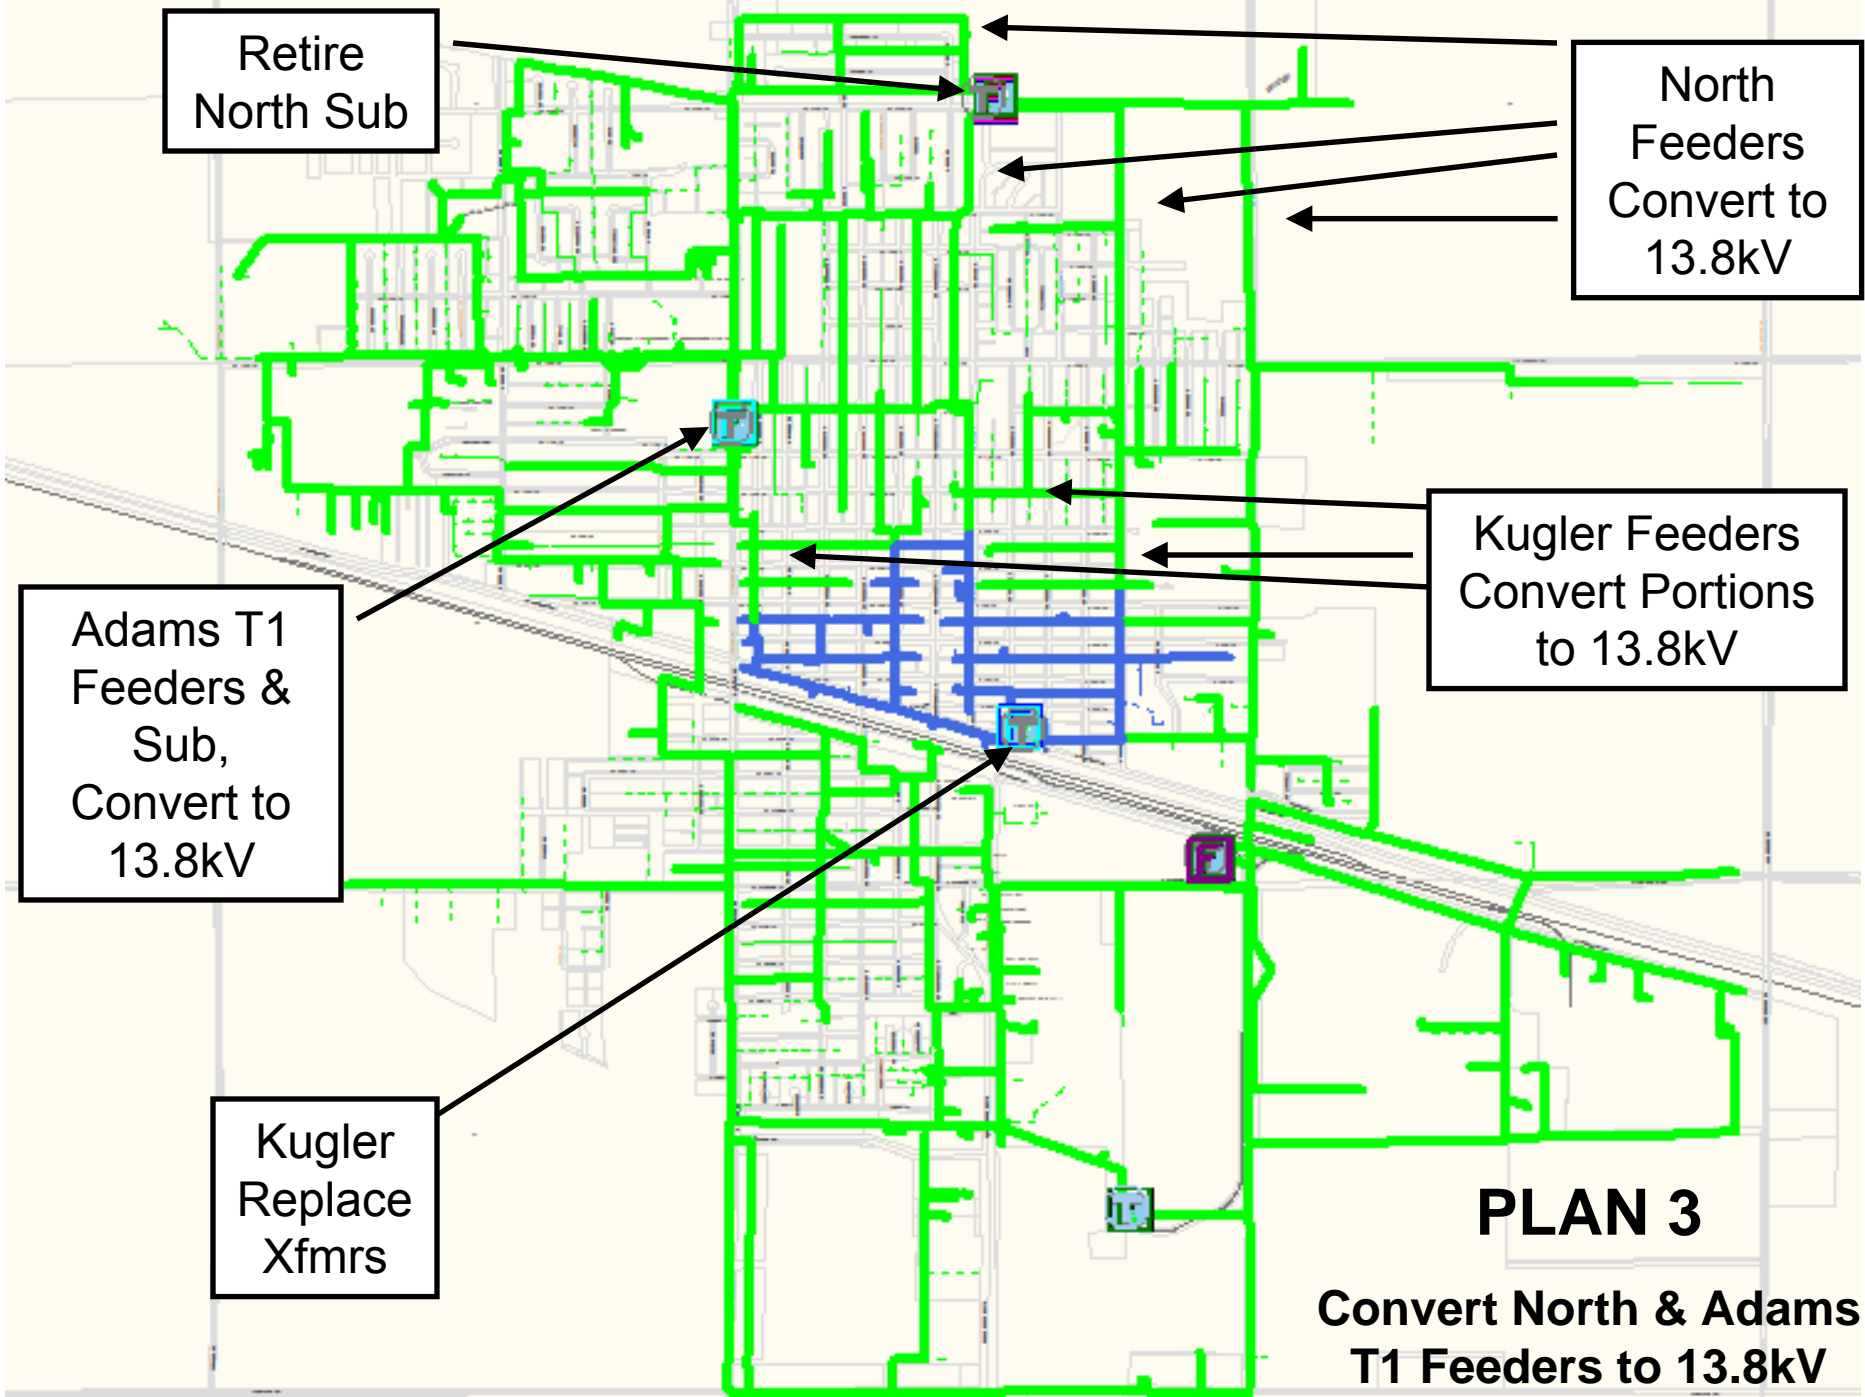 Retire
North Sub
North
Feeders
Convert to
13.8kV
Kugler Feeders
Convert Portions
to 13.8kV
Adams T1
Feeders &
Sub,
Convert to
13.8kV
Kugler
Replace
Xfmrs
PLAN 3
Convert North & Adams
T1 Feeders to 13.8kV